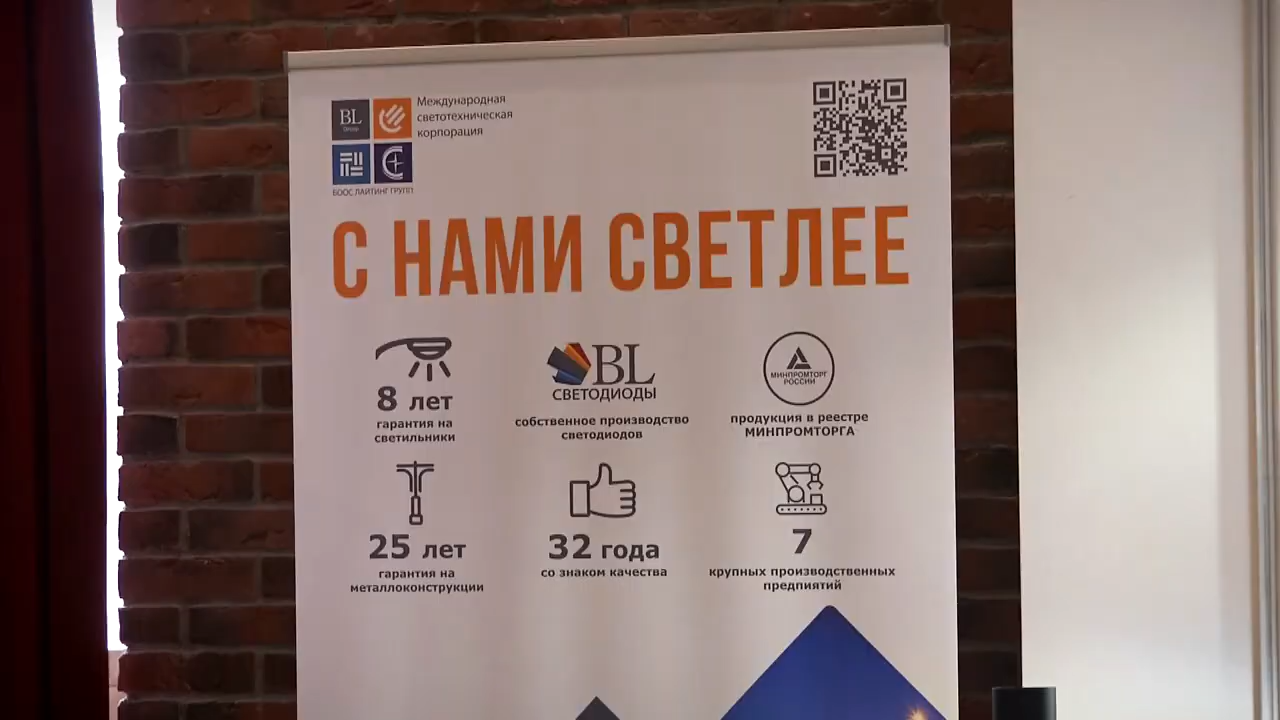 BL
Group
Международная
светотехническая
корпорация
БООС ЛАЙТИНГ ГРУПП
С НАМИ СВЕТЛЕЕ
8 лет
гарантия на
светильники
BL
СВЕТОДИОДЫ
собственное производство
светодиодов
МИНПРОМТОРГ
РОССИИ
продукция в реестре
МИНПРОМТОРГА
25 лет
гарантия на
металлоконструкции
32 года
со знаком качества
7
крупных производственных
предпиятий